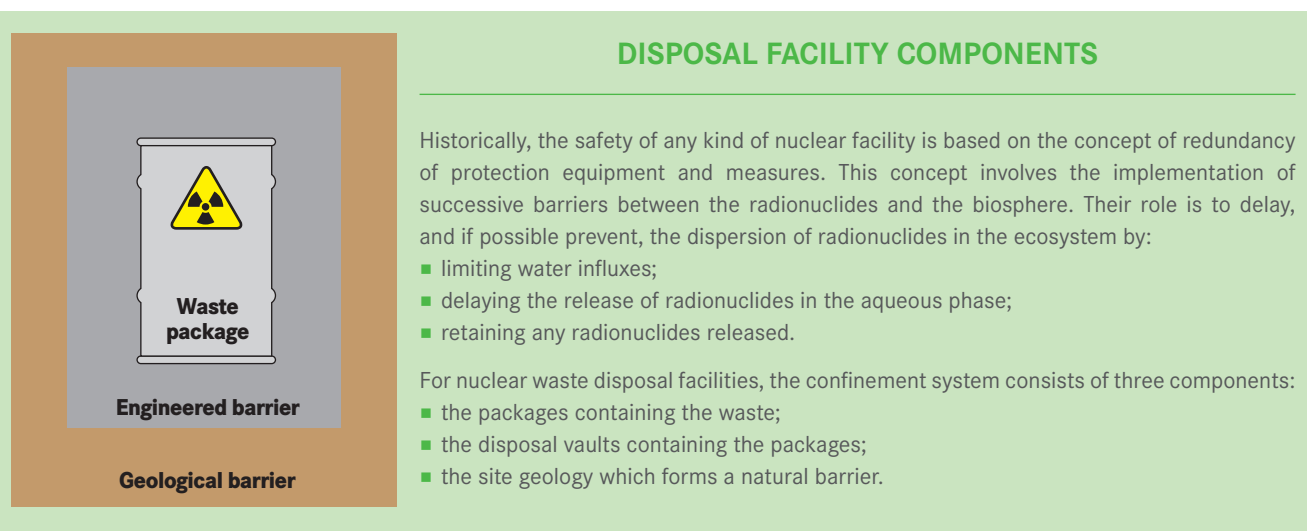 Waste
package
Engineered barrier
Geological barrier
DISPOSAL FACILITY COMPONENTS
Historically, the safety of any kind of nuclear facility is based on the concept of redundancy
of protection equipment and measures. This concept involves the implementation of
successive barriers between the radionuclides and the biosphere. Their role is to delay,
and if possible prevent, the dispersion of radionuclides in the ecosystem by:
■ limiting water influxes;
■ delaying the release of radionuclides in the aqueous phase;
■ retaining any radionuclides released.
For nuclear waste disposal facilities, the confinement system consists of three components:
■ the packages containing the waste;
■ the disposal vaults containing the packages;
■ the site geology which forms a natural barrier.